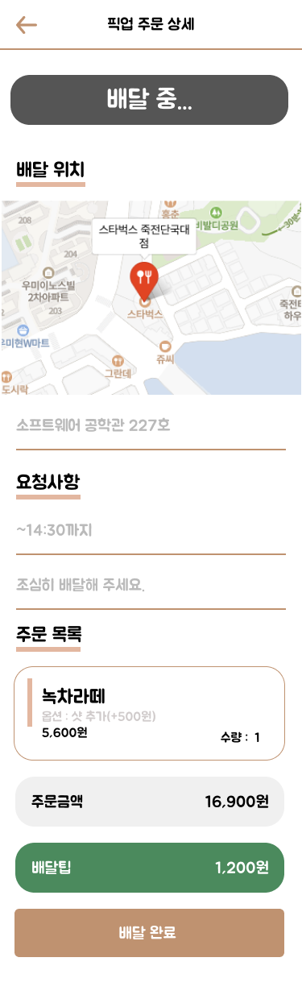 픽업 주문 상세
배달 중...
배달 위치
208
홍춘
비발디공원
스타벅스 죽전단국대
점
204
우미이노스빌
2차아파트
203
스타벅스
죽전
하우
우미현W마트
쥬씨
그란데
도시락
소프트웨어 공학관 227호
요청사항
~14:30까지
조심히 배달해 주세요.
주문 목록
녹차라떼
옵션 : 샷 추가(+500원)
5,600원
수량 : 1
주문금액 16,900원
배달팁 1,200원
배달 완료